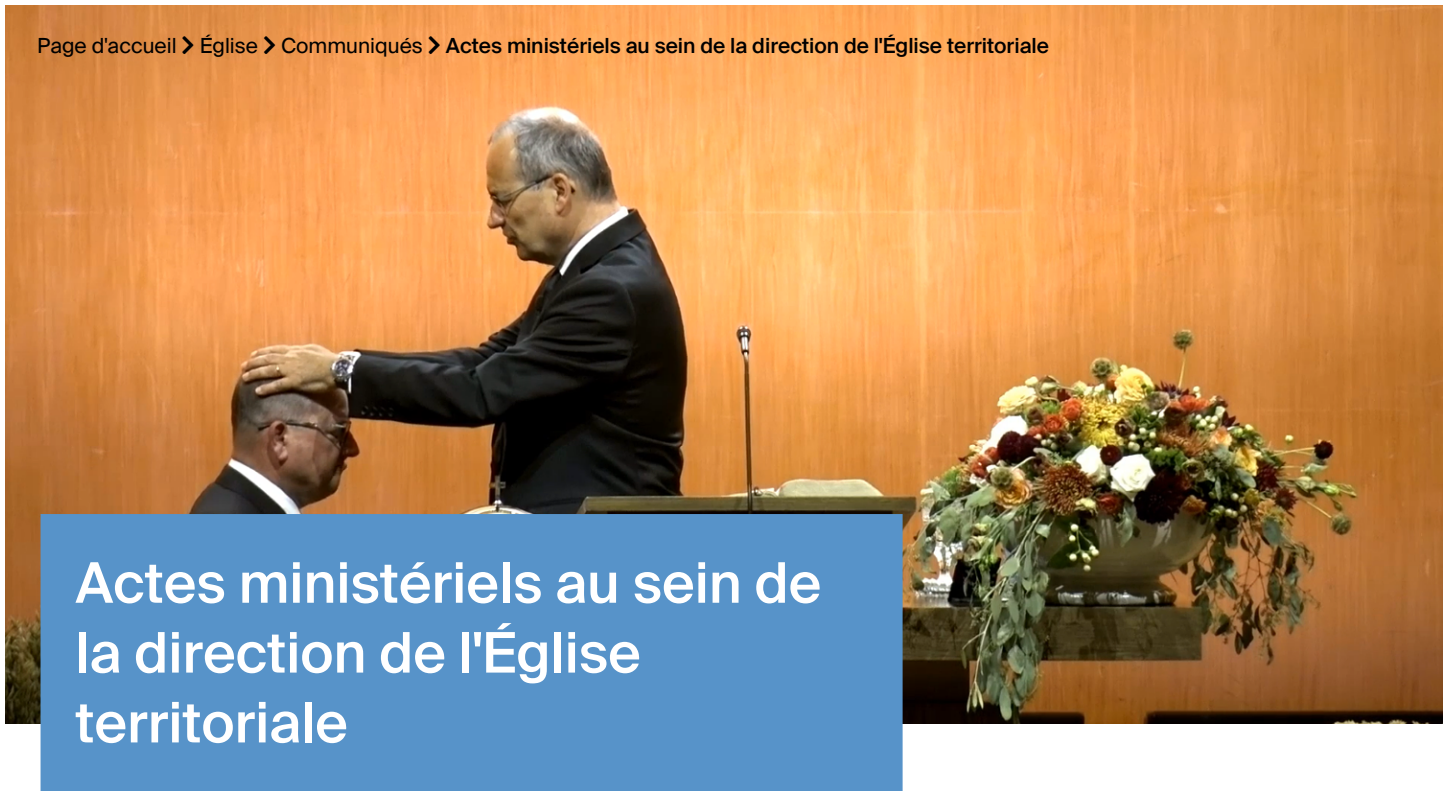 Page d'accueil > Église > Communiqués > Actes ministériels au sein de la direction de l'Église territoriale
Actes ministériels au sein de
la direction de l'Église
territoriale